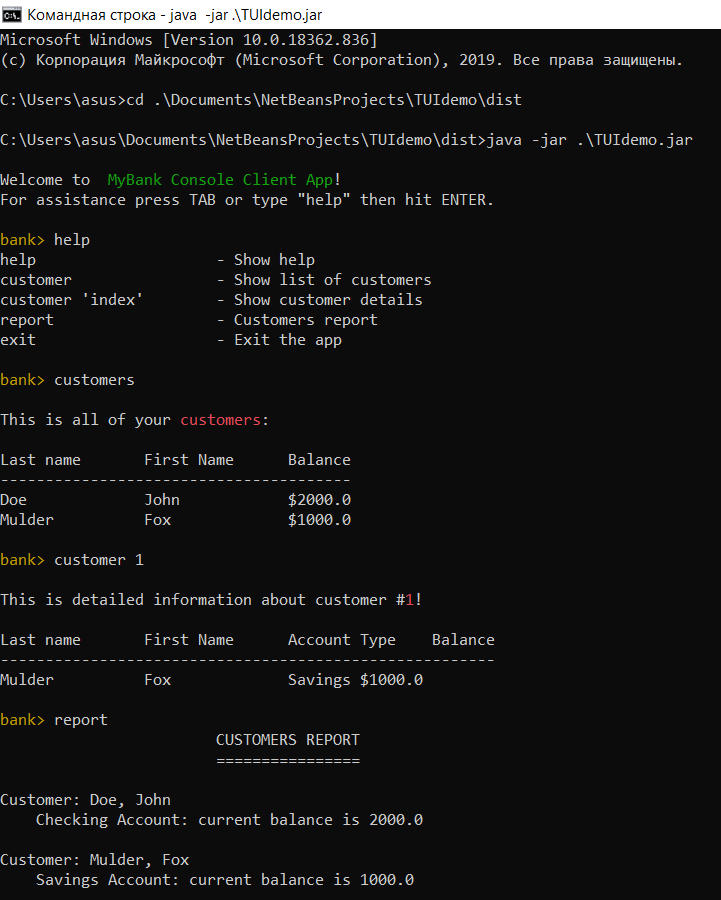 Командная строка - java  -jar .\TUIdemo.jar
Microsoft Windows [Version 10.0.18362.836]
(c) Корпорация Майкрософт (Microsoft Corporation), 2019. Все права защищены.
C:\Users\asus>cd .\Documents\NetBeansProjects\TUIdemo\dist
C:\Users\asus\Documents\NetBeansProjects\TUIdemo\dist>java -jar .\TUIdemo.jar
Welcome to  MyBank Console Client App!
For assistance press TAB or type "help" then hit ENTER.
bank> help
help                    - Show help
customer                - Show list of customers
customer 'index'        - Show customer details
report                  - Customers report
exit                    - Exit the app
bank> customers
This is all of your customers:
Last name       First Name      Balance
---------------------------------------
Doe             John            $2000.0
Mulder          Fox             $1000.0
bank> customer 1
This is detailed information about customer #1!
Last name       First Name      Account Type    Balance
-------------------------------------------------------
Mulder          Fox             Savings $1000.0
bank> report
                        CUSTOMERS REPORT
                        ================
Customer: Doe, John
    Checking Account: current balance is 2000.0
Customer: Mulder, Fox
    Savings Account: current balance is 1000.0